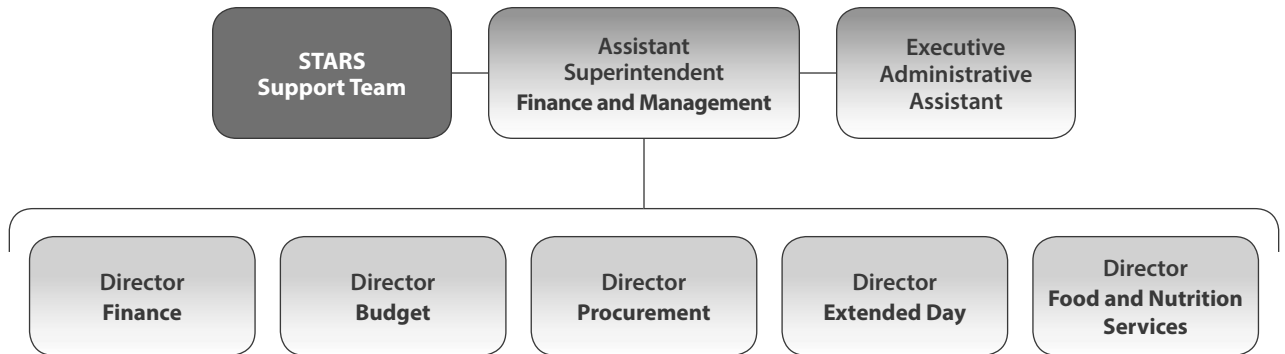 STARS
Support Team
Assistant
Superintendent
Finance and Management
Executive
Administrative
Assistant
Director
Finance
Director
Budget
Director
Procurement
Director
Extended Day
Director
Food and Nutrition
Services